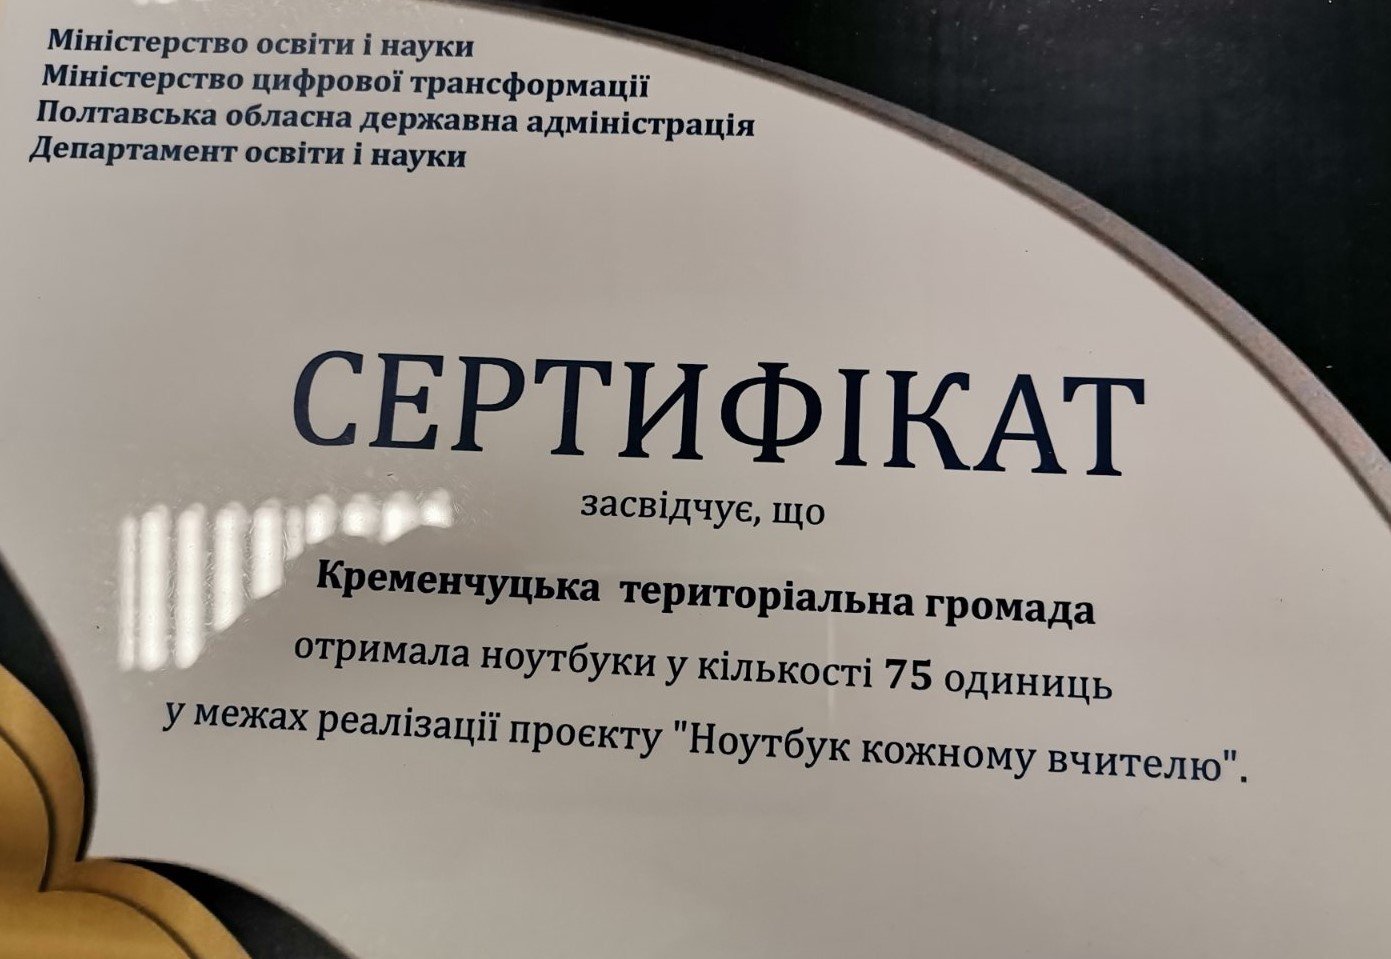 Міністерство освіти і науки
Міністерство цифрової трансформації
Полтавська обласна державна адміністрація
Департамент освіти і науки
СЕРТИФІКАТ
засвідчує, що
Кременчуцька територіальна громада
отримала ноутбуки у кількості 75 одиниць
у межах реалізації проєкту "Ноутбук кожному вчителю".